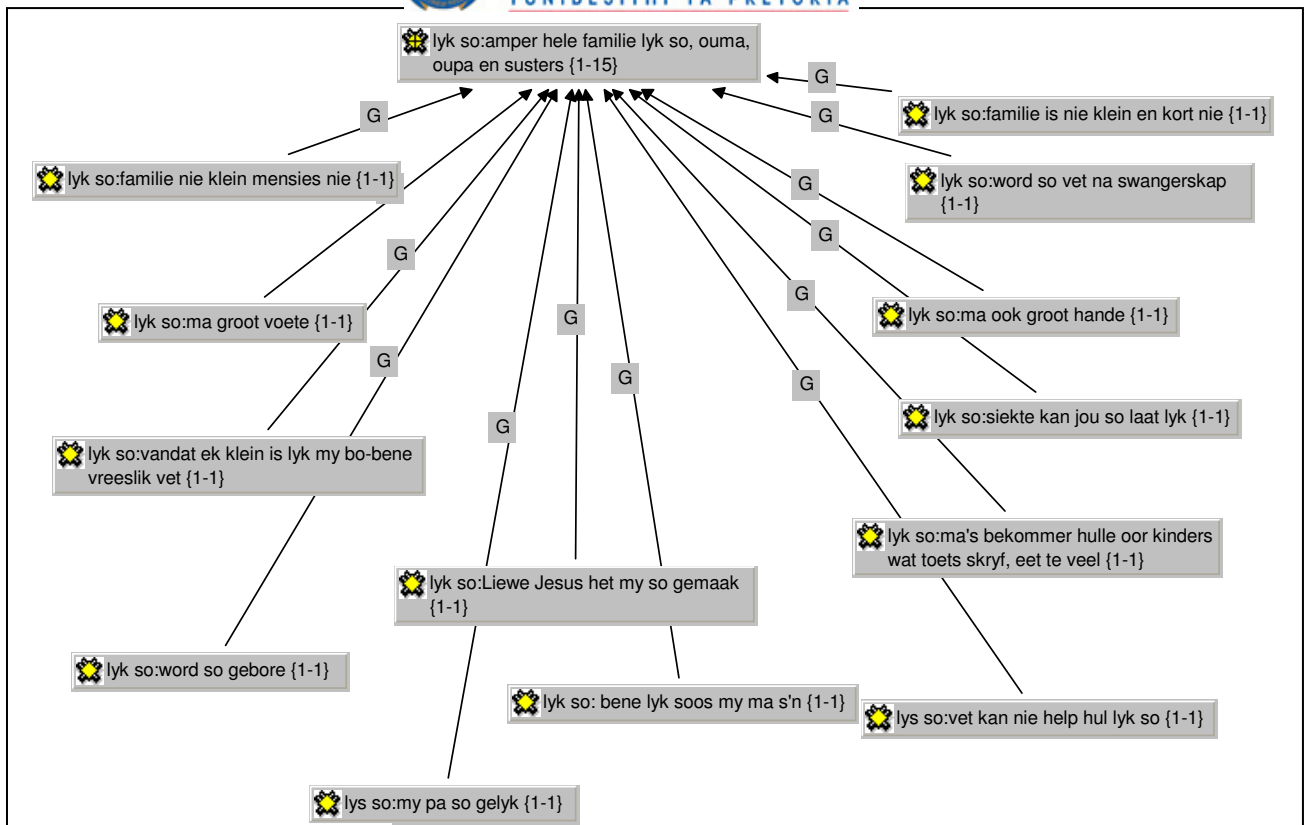 YUNIBESITHI YA PRETORIA
lyk so:amper hele familie lyk so, ouma,
oupa en susters {1-15}
G
G
lyk so:familie is nie klein en kort nie {1-1}
G
lyk so:familie nie klein mensies nie {1-1}
lyk so:word so vet na swangerskap
{1-1}
G
G
G
G
lyk so:ma groot voete {1-1}
lyk so:ma ook groot hande {1-1}
G
G
G
G
G
lyk so:siekte kan jou so laat lyk {1-1}
lyk so:vandat ek klein is lyk my bo-bene
vreeslik vet {1-1}
lyk so:ma's bekommer hulle oor kinders
wat toets skryf, eet te veel {1-1}
lyk so:Liewe Jesus het my so gemaak
{1-1}
lyk so:word so gebore {1-1}
lyk so: bene lyk soos my ma s'n {1-1}
lys so:vet kan nie help hul lyk so {1-1}
lys so:my pa so gelyk {1-1}